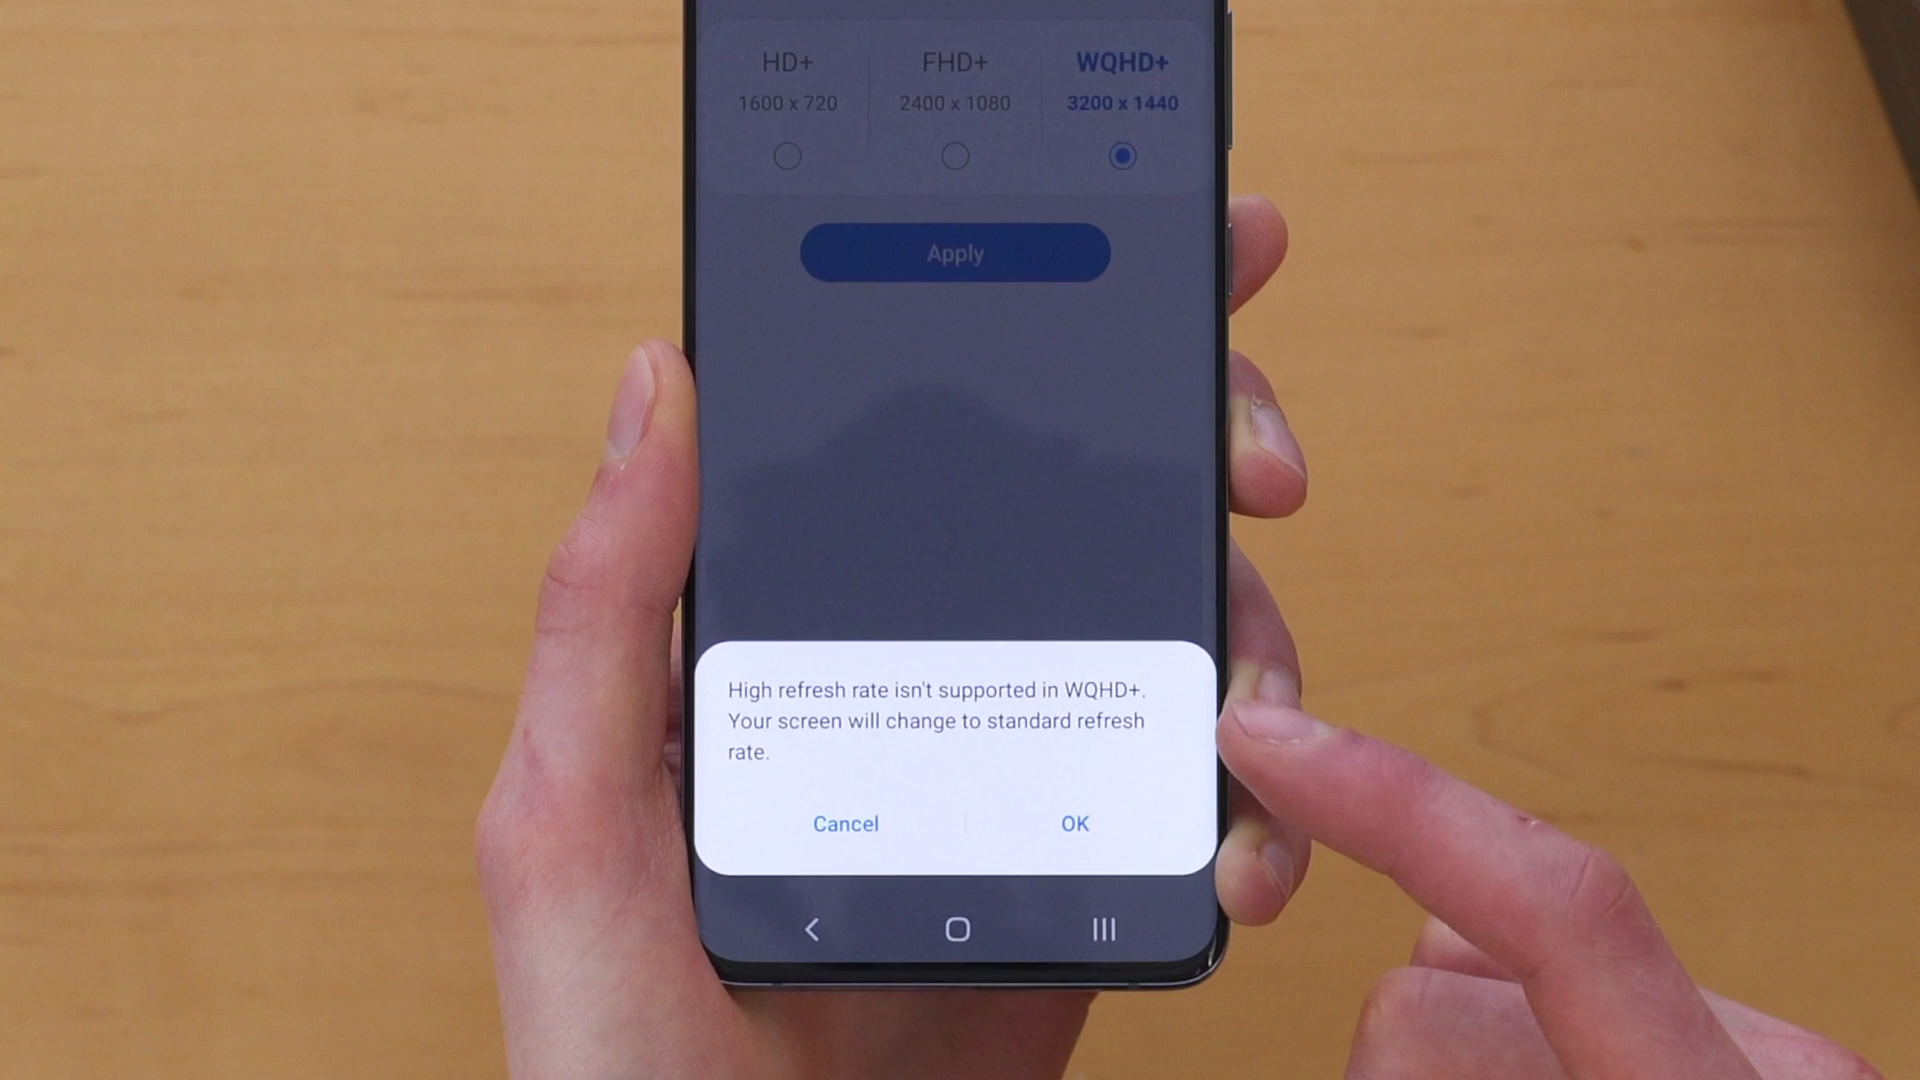 HD+ FHD+ WQHD+
1600 x 720 2400 x 1080 3200 x 1440
Apply
High refresh rate isn't supported in WQHD+.
Your screen will change to standard refresh
rate.
Cancel OK